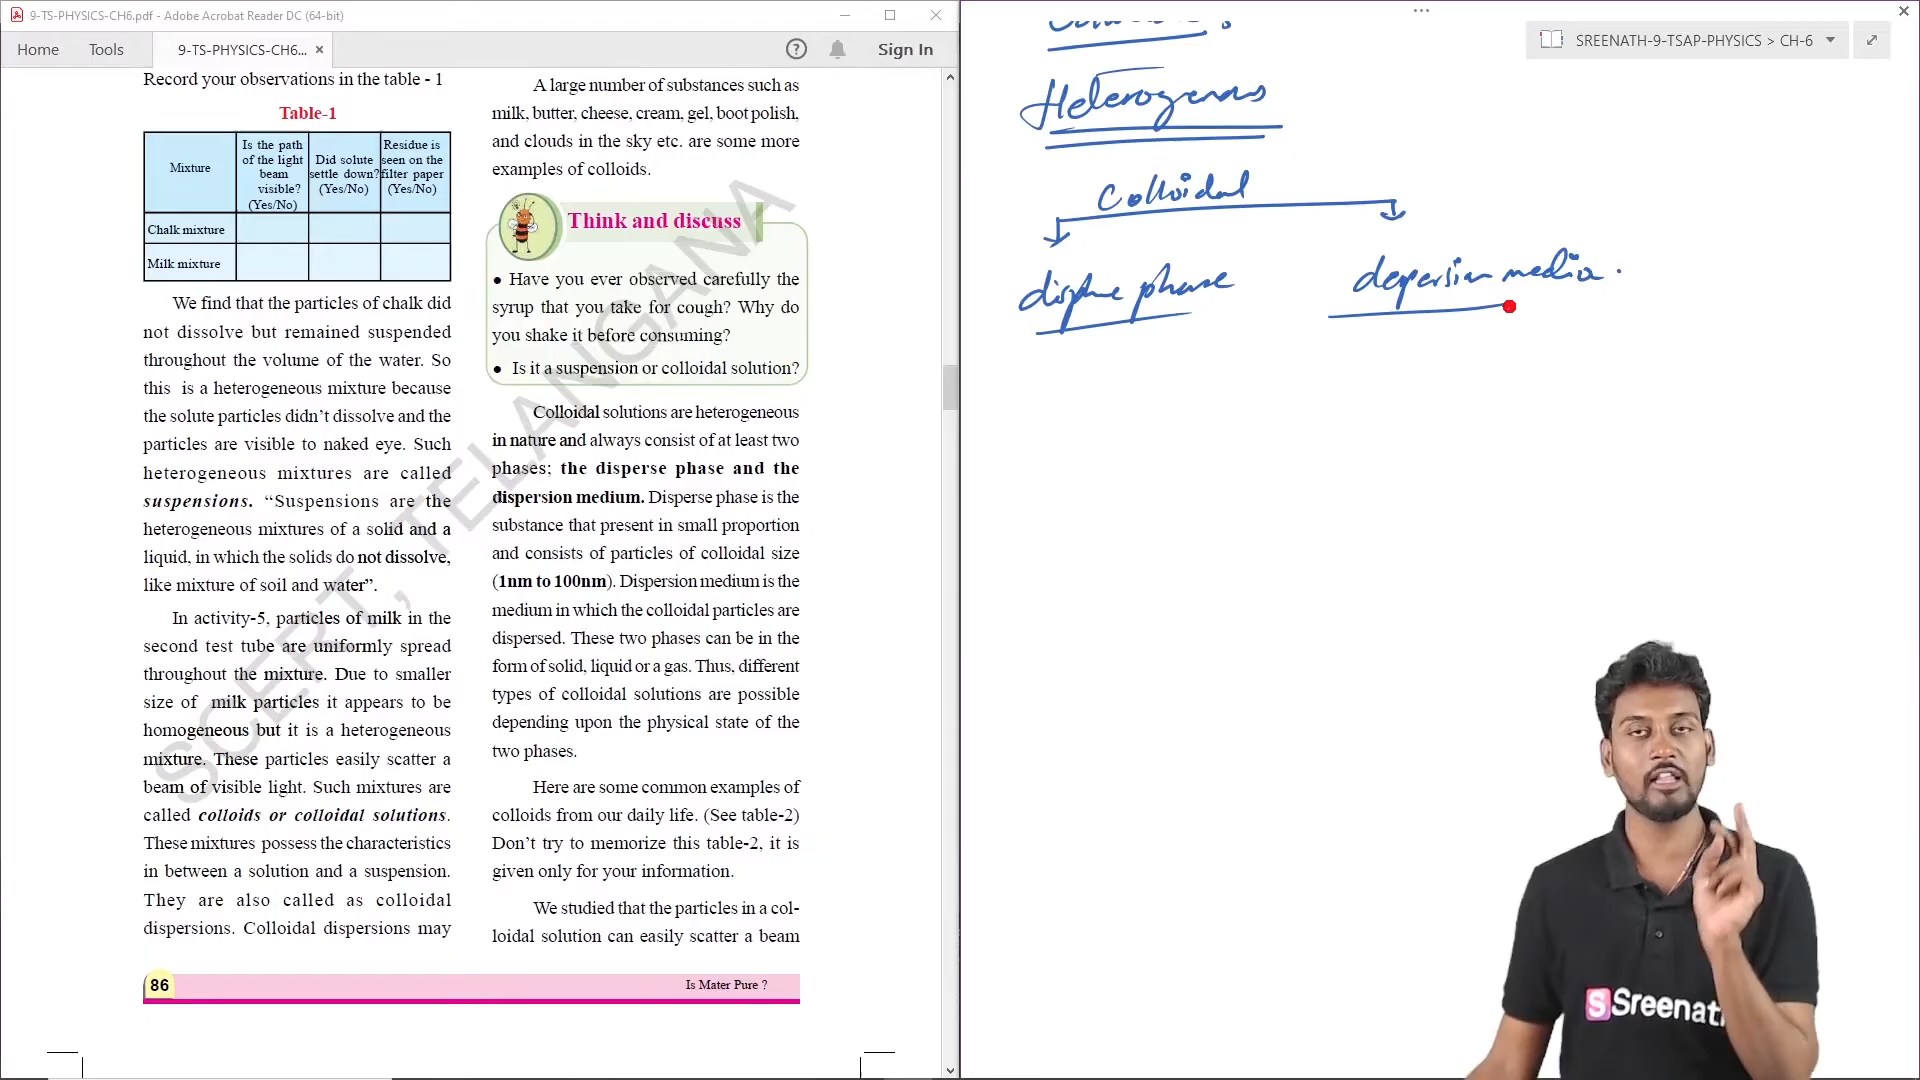 9-TS-PHYSICS-CH6.pdf - Adobe Acrobat Reader DC (64-bit)
Home
Tools
9-TS-PHYSICS-CH6...
Sign In
Record your observations in the table - 1
Table-1
Mixture
Is the path
of the light
beam
visible?
(Yes/No)
Did solute
settle down?
(Yes/No)
Residue is
seen on the
filter paper
(Yes/No)
Chalk mixture
Milk mixture
We find that the particles of chalk did
not dissolve but remained suspended
throughout the volume of the water. So
this is a heterogeneous mixture because
the solute particles didn’t dissolve and the
particles are visible to naked eye. Such
heterogeneous mixtures are called
suspensions. “Suspensions are the
heterogeneous mixtures of a solid and a
liquid, in which the solids do not dissolve,
like mixture of soil and water”.
In activity-5, particles of milk in the
second test tube are uniformly spread
throughout the mixture. Due to smaller
size of milk particles it appears to be
homogeneous but it is a heterogeneous
mixture. These particles easily scatter a
beam of visible light. Such mixtures are
called colloids or colloidal solutions.
These mixtures possess the characteristics
in between a solution and a suspension.
They are also called as colloidal
dispersions. Colloidal dispersions may
A large number of substances such as
milk, butter, cheese, cream, gel, boot polish,
and clouds in the sky etc. are some more
examples of colloids.
Think and discuss
• Have you ever observed carefully the
syrup that you take for cough? Why do
you shake it before consuming?
• Is it a suspension or colloidal solution?
Colloidal solutions are heterogeneous
in nature and always consist of at least two
phases; the disperse phase and the
dispersion medium. Disperse phase is the
substance that present in small proportion
and consists of particles of colloidal size
(1nm to 100nm). Dispersion medium is the
medium in which the colloidal particles are
dispersed. These two phases can be in the
form of solid, liquid or a gas. Thus, different
types of colloidal solutions are possible
depending upon the physical state of the
two phases.
Here are some common examples of
colloids from our daily life. (See table-2)
Don’t try to memorize this table-2, it is
given only for your information.
We studied that the particles in a col-
loidal solution can easily scatter a beam
SCERT, TELANGANA
86
Is Mater Pure ?
SREENATH-9-TSAP-PHYSICS > CH-6
Heterogenous
Colloidal
phase
media.
S